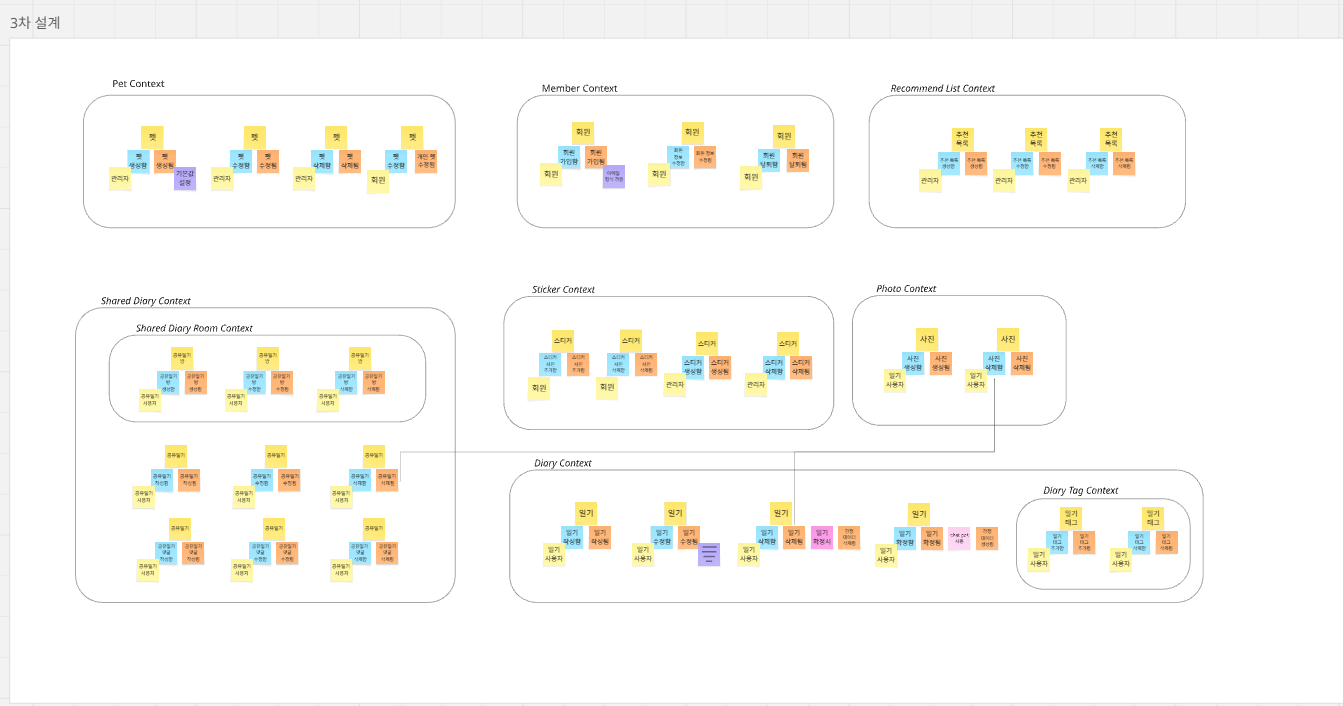 3차 설계
Pet Context
펫
펫
생성함
펫
생성됨
관리자
기본값
설정
펫
펫
수정함
펫
수정됨
관리자
펫
펫
삭제함
펫
삭제됨
관리자
펫
펫
수정함
개인 펫
수정됨
회원
Member Context
회원
회원
가입함
회원
가입됨
회원
이메일
회원
회원
정보
수정함
회원 정보
수정됨
회원
회원
회원
탈퇴함
회원
탈퇴됨
회원
Recommend List Context
추천
목록
추천 목록
생성함
추천 목록
생성됨
관리자
추천
목록
추천 목록
수정함
추천 목록
수정됨
관리자
추천
목록
추천 목록
삭제함
추천 목록
삭제됨
관리자
Shared Diary Context
Shared Diary Room Context
공유일기
방
공유일기
방
생성함
공유일기
방
생성됨
공유일기
사용자
공유일기
방
공유일기
방
수정함
공유일기
방
수정됨
공유일기
사용자
공유일기
방
공유일기
방
삭제함
공유일기
방
삭제됨
공유일기
사용자
공유일기
공유일기
작성함
공유일기
작성됨
공유일기
사용자
공유일기
공유일기
수정함
공유일기
수정됨
공유일기
사용자
공유일기
공유일기
삭제함
공유일기
삭제됨
공유일기
사용자
공유일기
공유일기
댓글
작성함
공유일기
댓글
작성됨
공유일기
사용자
공유일기
공유일기
댓글
수정함
공유일기
댓글
수정됨
공유일기
사용자
공유일기
공유일기
댓글
삭제함
공유일기
댓글
삭제됨
공유일기
사용자
Sticker Context
스티커
스티커
사진
추가함
스티커
사진
추가됨
회원
스티커
스티커
사진
삭제함
스티커
사진
삭제됨
회원
스티커
스티커
생성함
스티커
생성됨
관리자
스티커
스티커
삭제함
스티커
삭제됨
관리자
Photo Context
사진
사진
생성함
사진
생성됨
일기
사용자
사진
사진
삭제함
사진
삭제됨
일기
사용자
Diary Context
일기
일기
작성함
일기
작성됨
일기
사용자
일기
일기
수정함
일기
수정됨
일기
사용자
일기
일기
삭제함
일기
삭제됨
일기
확정시
데이터
삭제됨
일기
사용자
일기
일기
확정함
일기
확정됨
chat gpt
사용
데이터
생성됨
일기
사용자
Diary Tag Context
일기
태그
일기
태그
추가함
일기
태그
추가됨
일기
사용자
일기
태그
일기
태그
삭제함
일기
태그
삭제됨
일기
사용자